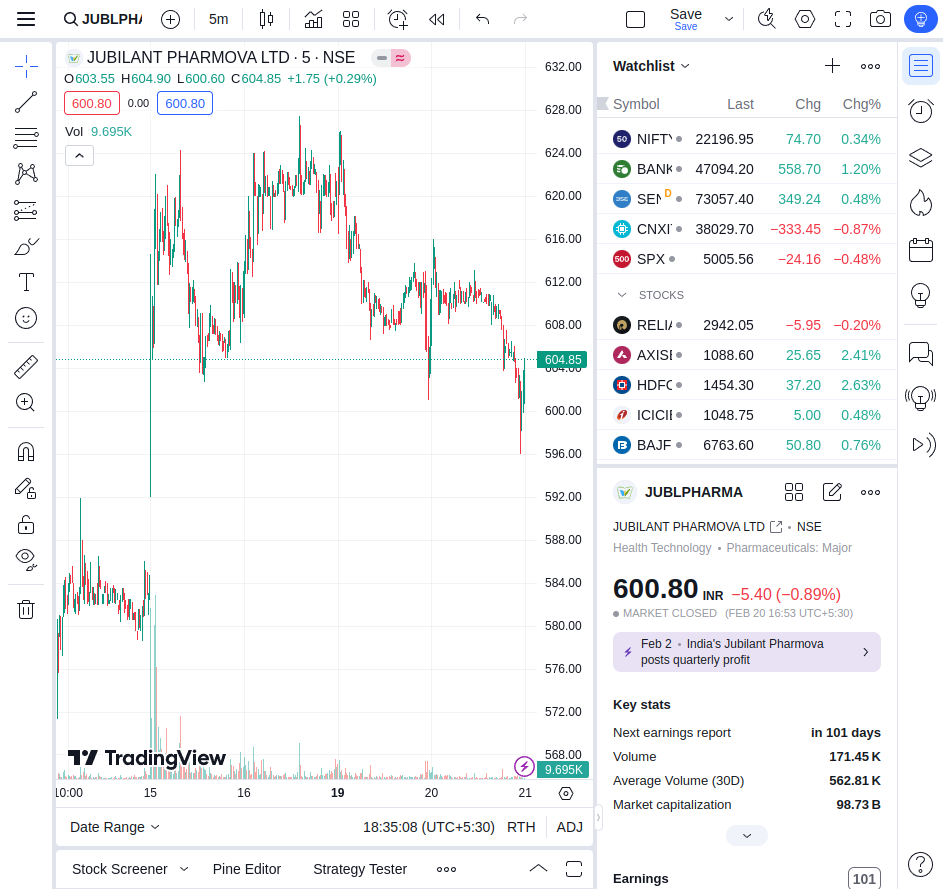 JUBLPHA
5m
Save
Save
JUBILANT PHARMOVA LTD · 5 · NSE
O603.55 H604.90 L600.60 C604.85 +1.75 (+0.29%)
600.80 0.00 600.80
Vol 9.695K
632.00
628.00
624.00
620.00
616.00
612.00
608.00
604.85
604.00
600.00
596.00
592.00
588.00
584.00
580.00
576.00
572.00
568.00
9.695K
TradingView
10:00 15 16 19 20 21
Date Range
18:35:08 (UTC+5:30) RTH ADJ
Stock Screener Pine Editor Strategy Tester
Watchlist
Symbol Last Chg Chg%
50 NIFTY 22196.95 74.70 0.34%
BANK 47094.20 558.70 1.20%
SEN D 73057.40 349.24 0.48%
CNXIT 38029.70 −333.45 −0.87%
500 SPX 5005.56 −24.16 −0.48%
STOCKS
RELIA 2942.05 −5.95 −0.20%
AXISB 1088.60 25.65 2.41%
HDFC 1454.30 37.20 2.63%
ICICIB 1048.75 5.00 0.48%
BAJF 6763.60 50.80 0.76%
JUBLPHARMA
JUBILANT PHARMOVA LTD • NSE
Health Technology • Pharmaceuticals: Major
600.80 INR −5.40 (−0.89%)
MARKET CLOSED (FEB 20 16:53 UTC+5:30)
Feb 2 • India's Jubilant Pharmova
posts quarterly profit
Key stats
Next earnings report in 101 days
Volume 171.45 K
Average Volume (30D) 562.81 K
Market capitalization 98.73 B
Earnings 101